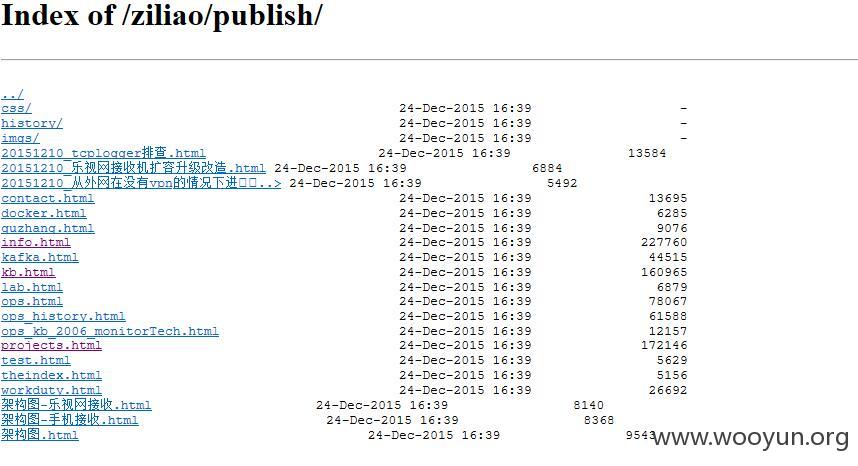 Index of /ziliao/publish/
../
css/ 24-Dec-2015 16:39 -
history/ 24-Dec-2015 16:39 -
imgs/ 24-Dec-2015 16:39 -
20151210_tcplogger排查.html 24-Dec-2015 16:39 13584
20151210_乐视网接收机扩容升级改造.html 24-Dec-2015 16:39 6884
20151210_从外网在没有vpn的情况下进..> 24-Dec-2015 16:39 5492
contact.html 24-Dec-2015 16:39 13695
docker.html 24-Dec-2015 16:39 6285
guzhang.html 24-Dec-2015 16:39 9076
info.html 24-Dec-2015 16:39 227760
kafka.html 24-Dec-2015 16:39 44515
kb.html 24-Dec-2015 16:39 160965
lab.html 24-Dec-2015 16:39 6879
ops.html 24-Dec-2015 16:39 78067
ops_history.html 24-Dec-2015 16:39 61588
ops_kb_2006_monitorTech.html 24-Dec-2015 16:39 12157
projects.html 24-Dec-2015 16:39 172146
test.html 24-Dec-2015 16:39 5629
theindex.html 24-Dec-2015 16:39 5156
workduty.html 24-Dec-2015 16:39 26692
架构图-乐视网接收.html 24-Dec-2015 16:39 8140
架构图-手机接收.html 24-Dec-2015 16:39 8368
架构图.html 24-Dec-2015 16:39 9543
www.wooyun.org